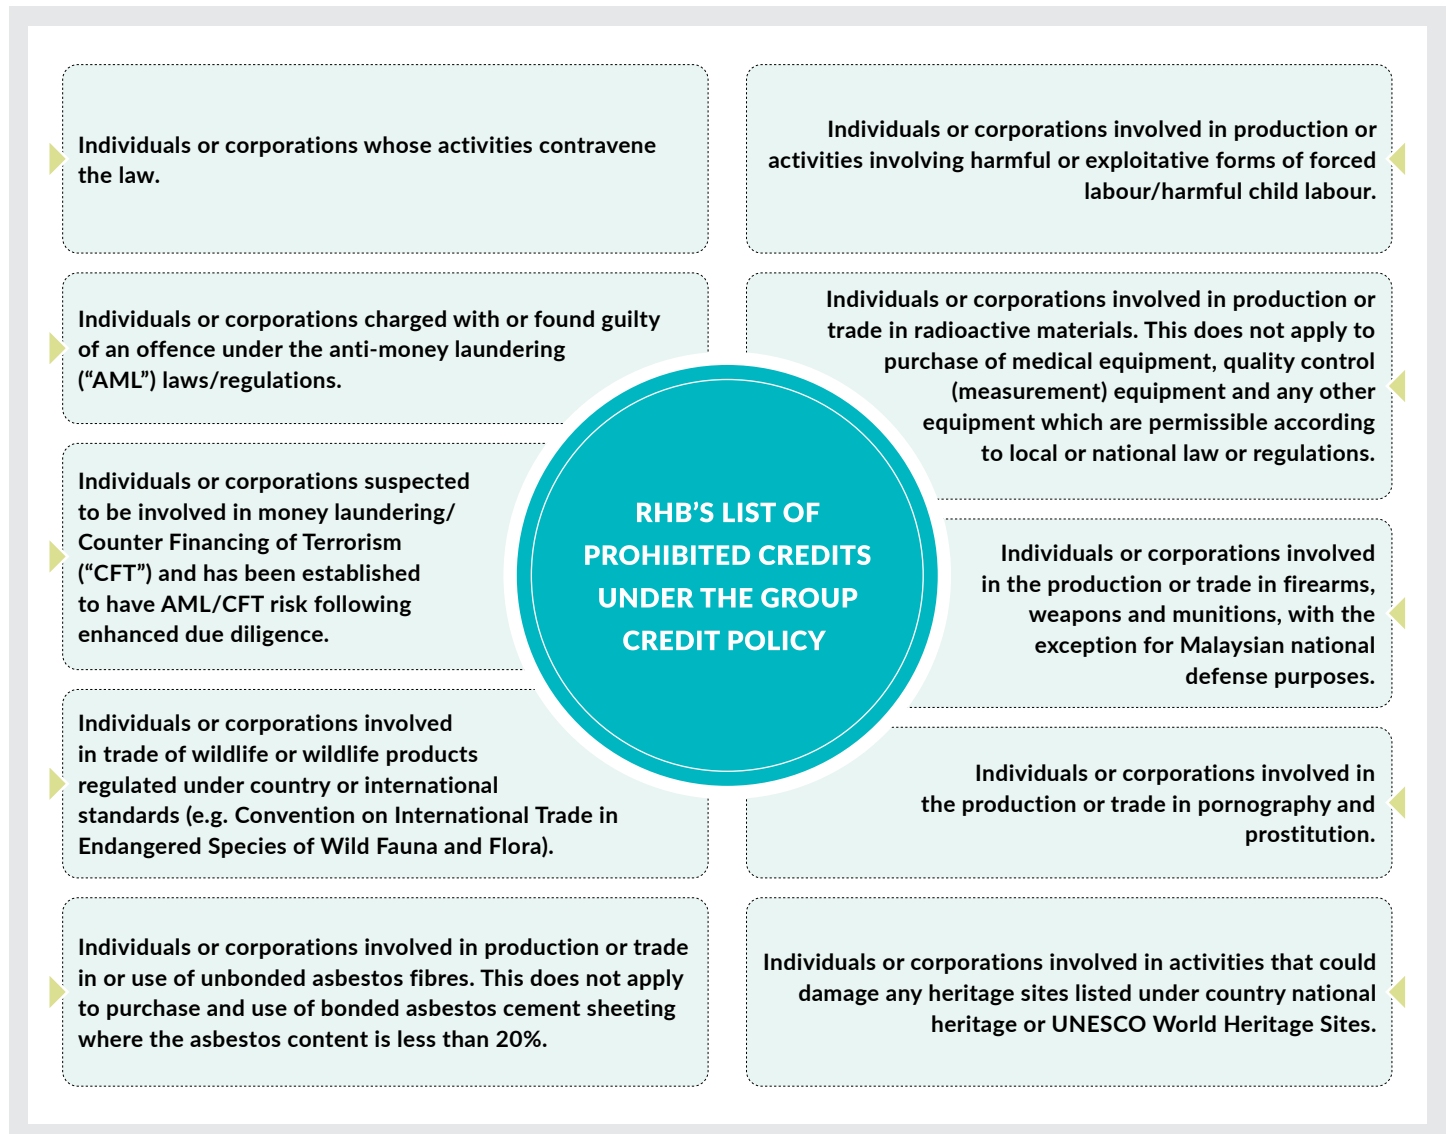 Individuals or corporations whose activities contravene
the law.
Individuals or corporations charged with or found guilty
of an offence under the anti-money laundering
(“AML”) laws/regulations.
Individuals or corporations suspected
to be involved in money laundering/
Counter Financing of Terrorism
(“CFT”) and has been established
to have AML/CFT risk following
enhanced due diligence.
Individuals or corporations involved
in trade of wildlife or wildlife products
regulated under country or international
standards (e.g. Convention on International Trade in
Endangered Species of Wild Fauna and Flora).
Individuals or corporations involved in production or trade
in or use of unbonded asbestos fibres. This does not apply
to purchase and use of bonded asbestos cement sheeting
where the asbestos content is less than 20%.
RHB’S LIST OF
PROHIBITED CREDITS
UNDER THE GROUP
CREDIT POLICY
Individuals or corporations involved in production or
activities involving harmful or exploitative forms of forced
labour/harmful child labour.
Individuals or corporations involved in production or
trade in radioactive materials. This does not apply to
purchase of medical equipment, quality control
(measurement) equipment and any other
equipment which are permissible according
to local or national law or regulations.
Individuals or corporations involved
in the production or trade in firearms,
weapons and munitions, with the
exception for Malaysian national
defense purposes.
Individuals or corporations involved in
the production or trade in pornography and
prostitution.
Individuals or corporations involved in activities that could
damage any heritage sites listed under country national
heritage or UNESCO World Heritage Sites.